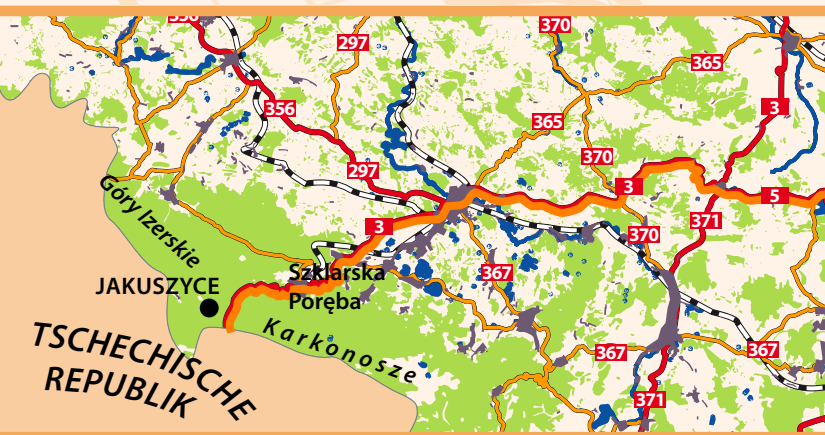 370
297
365
356
3
365
370
297
3
5
371
3
370
Góry Izerskie
367
Szklarska
Poręba
JAKUSZYCE
Karkonosze
TSCHECHISCHE
REPUBLIK
367
367
371